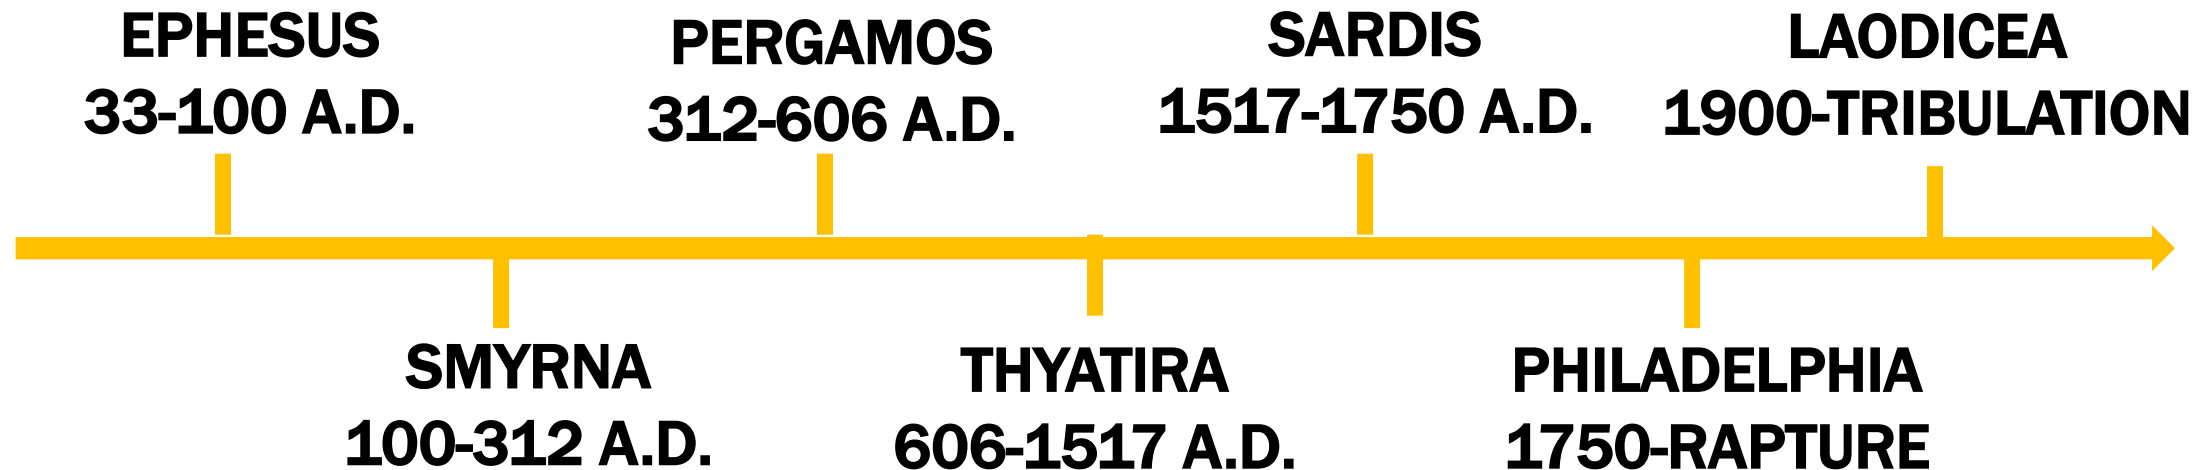 EPHESUS
33-100 A.D.
SMYRNA
100-312 A.D.
PERGAMOS
312-606 A.D.
THYATIRA
606-1517 A.D.
SARDIS
1517-1750 A.D.
PHILADELPHIA
1750-RAPTURE
LAODICEA
1900-TRIBULATION